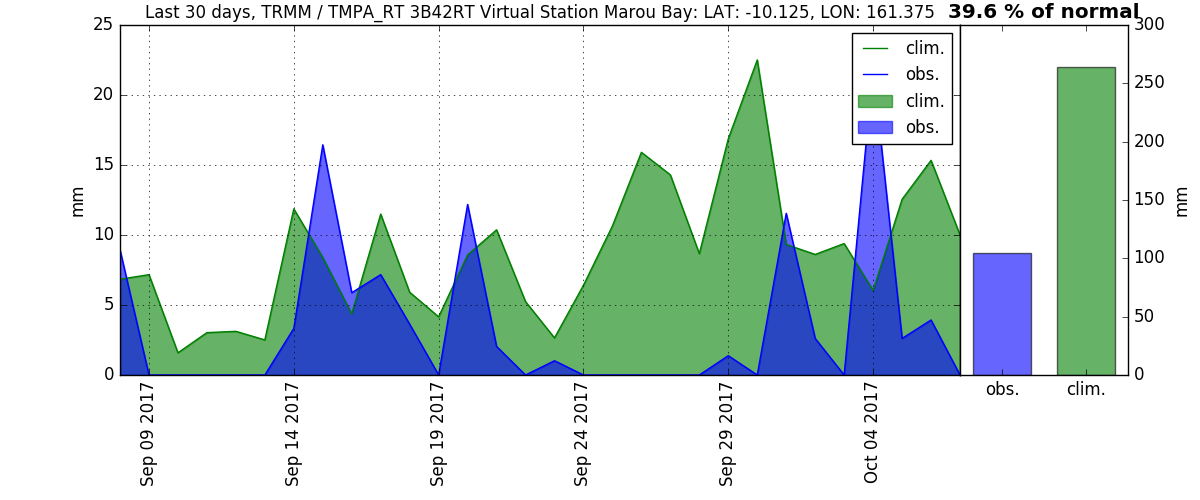 Last 30 days, TRMM / TMPA_RT 3B42RT Virtual Station Marou Bay: LAT: -10.125, LON: 161.375 39.6 % of normal
25
20
15
10
5
0
mm
clim.
obs.
clim.
obs.
300
250
200
150
100
50
0
mm
obs.
clim.
Sep 09 2017
Sep 14 2017
Sep 19 2017
Sep 24 2017
Sep 29 2017
Oct 04 2017